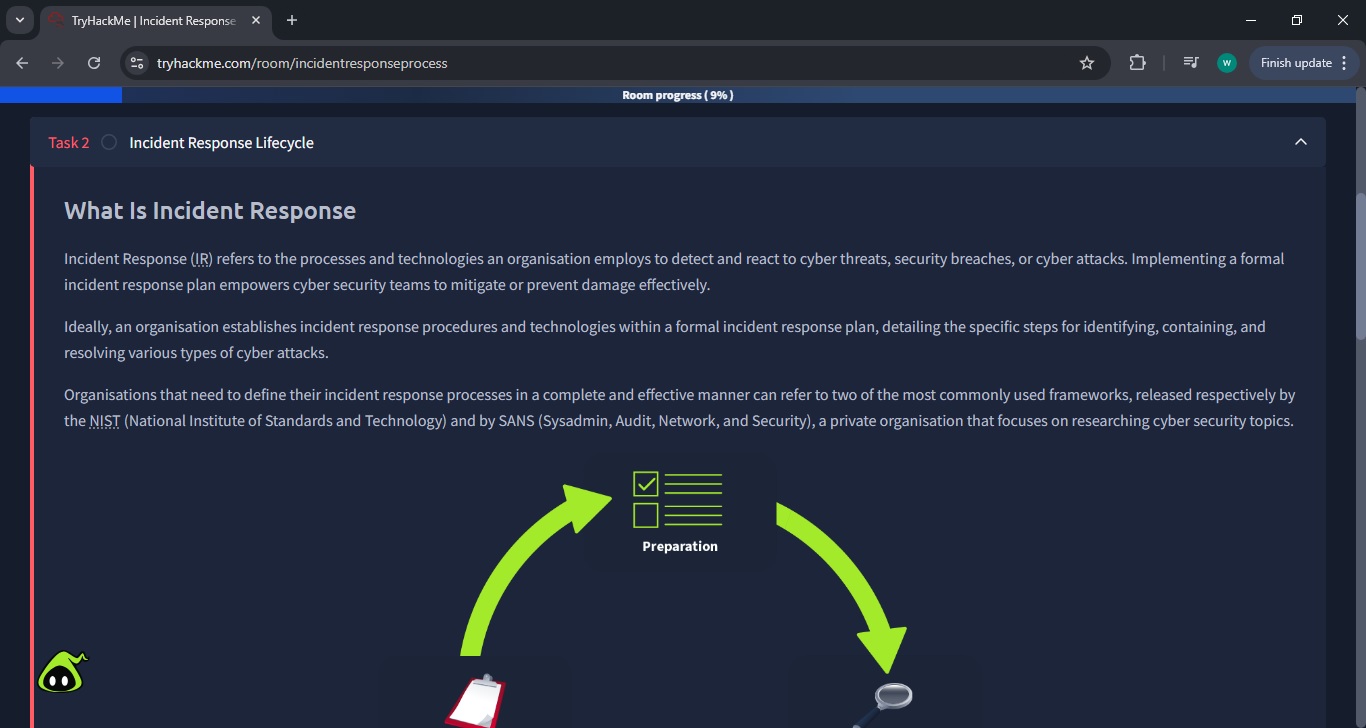 TryHackMe | Incident Response
tryhackme.com/room/incidentresponseprocess
W
Finish update
Room progress ( 9% )
Task 2
Incident Response Lifecycle
What Is Incident Response
Incident Response (IR) refers to the processes and technologies an organisation employs to detect and react to cyber threats, security breaches, or cyber attacks. Implementing a formal
incident response plan empowers cyber security teams to mitigate or prevent damage effectively.
Ideally, an organisation establishes incident response procedures and technologies within a formal incident response plan, detailing the specific steps for identifying, containing, and
resolving various types of cyber attacks.
Organisations that need to define their incident response processes in a complete and effective manner can refer to two of the most commonly used frameworks, released respectively by
the NIST (National Institute of Standards and Technology) and by SANS (Sysadmin, Audit, Network, and Security), a private organisation that focuses on researching cyber security topics.
Preparation